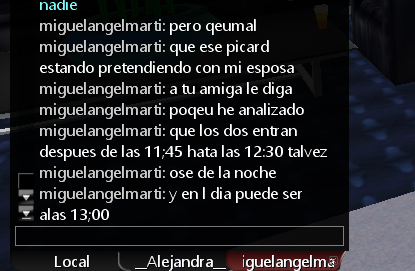 nadie
miguelangelmarti: pero qeumal
miguelangelmarti: que ese picard
estando pretendiendo con mi esposa
miguelangelmarti: a tu amiga le diga
miguelangelmarti: poqeu he analizado
miguelangelmarti: que los dos entran
despues de las 11;45 hata las 12:30 talvez
miguelangelmarti: ose de la noche
miguelangelmarti: y en l dia puede ser
alas 13;00
Local __Alejandra__ iguelangelma